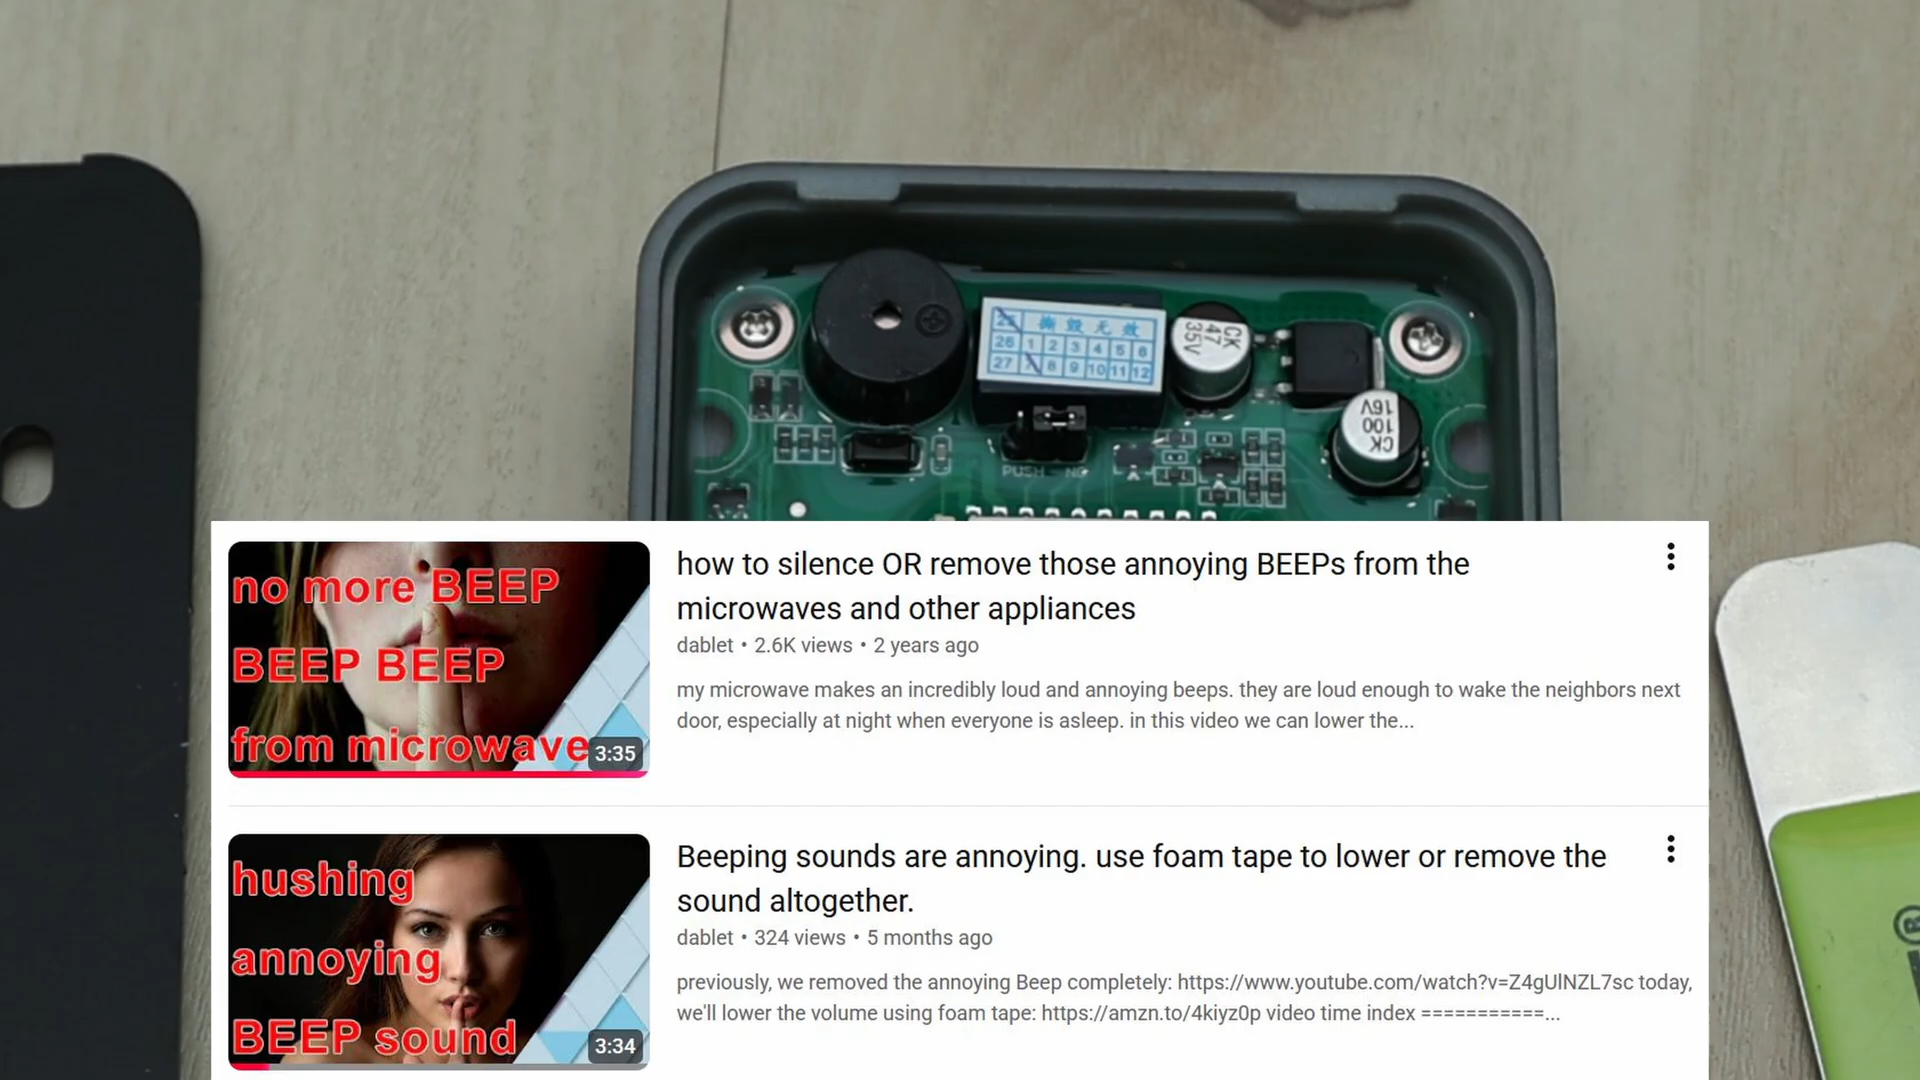 25 撕毁无效
26 1 2 3 4 5 6
27 7 8 9 10 11 12
CK
47
35V
16V
100
CK
PUSH NO
no more BEEP
BEEP BEEP
from microwave
3:35
how to silence OR remove those annoying BEEPs from the
microwaves and other appliances
dablet • 2.6K views • 2 years ago
my microwave makes an incredibly loud and annoying beeps. they are loud enough to wake the neighbors next
door, especially at night when everyone is asleep. in this video we can lower the...
hushing
annoying
BEEP sound
3:34
Beeping sounds are annoying. use foam tape to lower or remove the
sound altogether.
dablet • 324 views • 5 months ago
previously, we removed the annoying Beep completely: https://www.youtube.com/watch?v=Z4gUlNZL7sc today,
we'll lower the volume using foam tape: https://amzn.to/4kiyz0p video time index ===========...